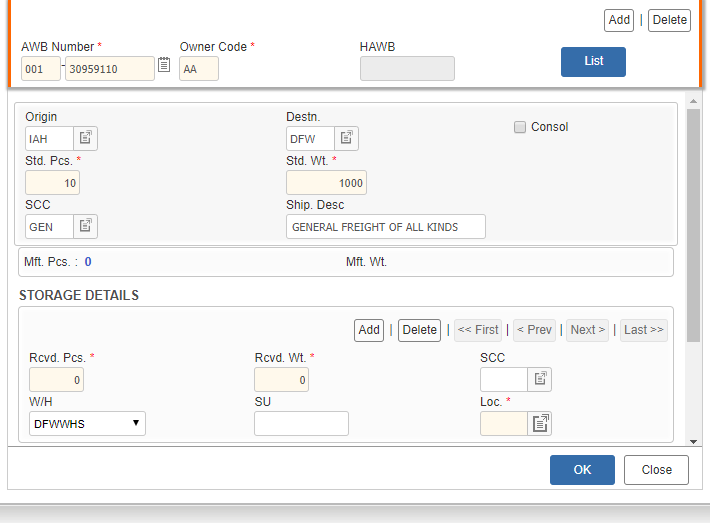 Add | Delete
AWB Number * Owner Code * HAWB
001 - 30959110 AA List
Origin Destn.
IAH DFW Consol
Std. Pcs. * Std. Wt. *
10 1000
SCC Ship. Desc
GEN GENERAL FREIGHT OF ALL KINDS
Mft. Pcs. : 0 Mft. Wt.
STORAGE DETAILS
Add | Delete | << First | < Prev | Next > | Last >>
Rcvd. Pcs. * Rcvd. Wt. * SCC
0 0
W/H SU Loc. *
DFWWHS
OK Close